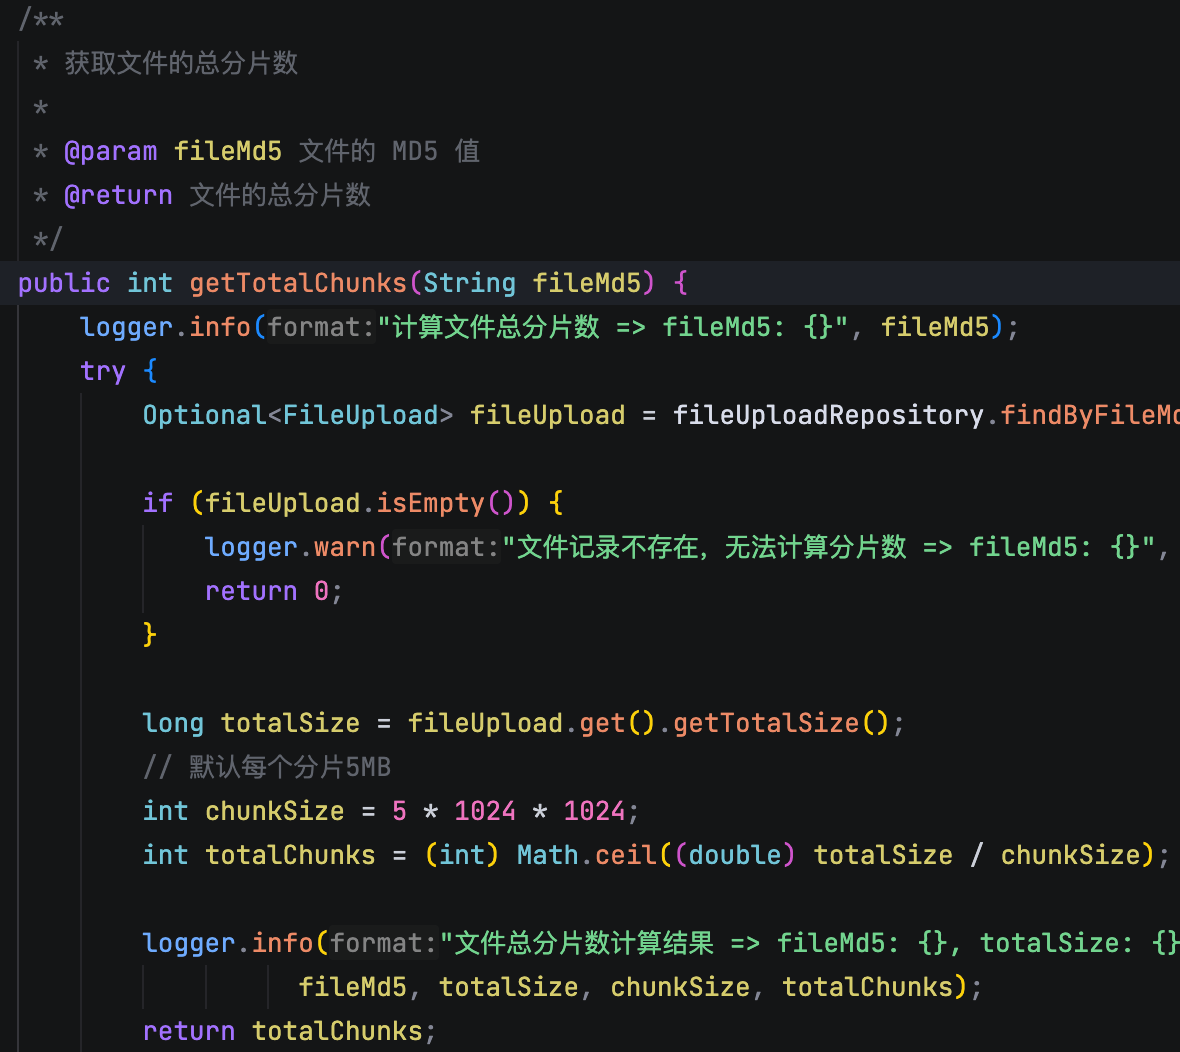 /**
* 获取文件的总分片数
*
* @param fileMd5 文件的 MD5 值
* @return 文件的总分片数
*/
public int getTotalChunks(String fileMd5) {
logger.info(format:"计算文件总分片数 => fileMd5: {}", fileMd5);
try {
Optional<FileUpload> fileUpload = fileUploadRepository.findByFileMd
if (fileUpload.isEmpty()) {
logger.warn(format:"文件记录不存在，无法计算分片数 => fileMd5: {}",
return 0;
}
long totalSize = fileUpload.get().getTotalSize();
// 默认每个分片5MB
int chunkSize = 5 * 1024 * 1024;
int totalChunks = (int) Math.ceil((double) totalSize / chunkSize);
logger.info(format:"文件总分片数计算结果 => fileMd5: {}, totalSize: {}
fileMd5, totalSize, chunkSize, totalChunks);
return totalChunks;